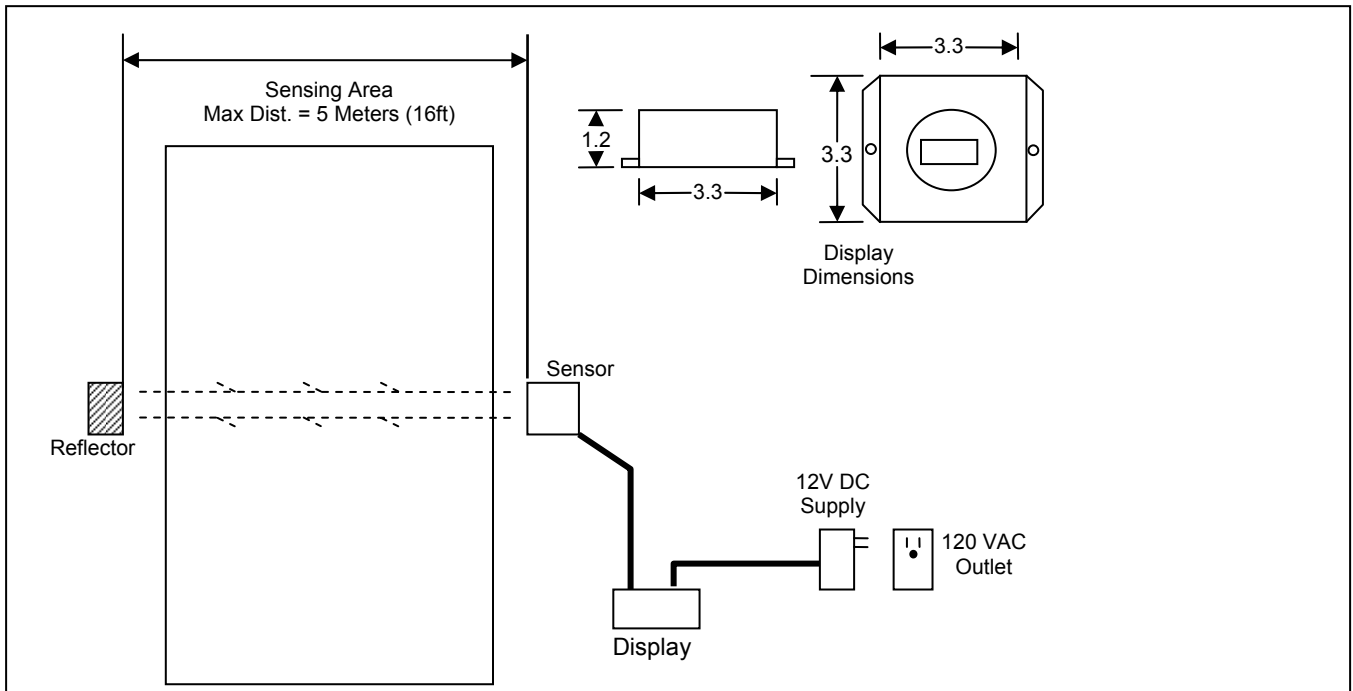 Sensing Area
Max Dist. = 5 Meters (16ft)
3.3
1.2
3.3
3.3
Display
Dimensions
Sensor
Reflector
12V DC
Supply
120 VAC
Outlet
Display